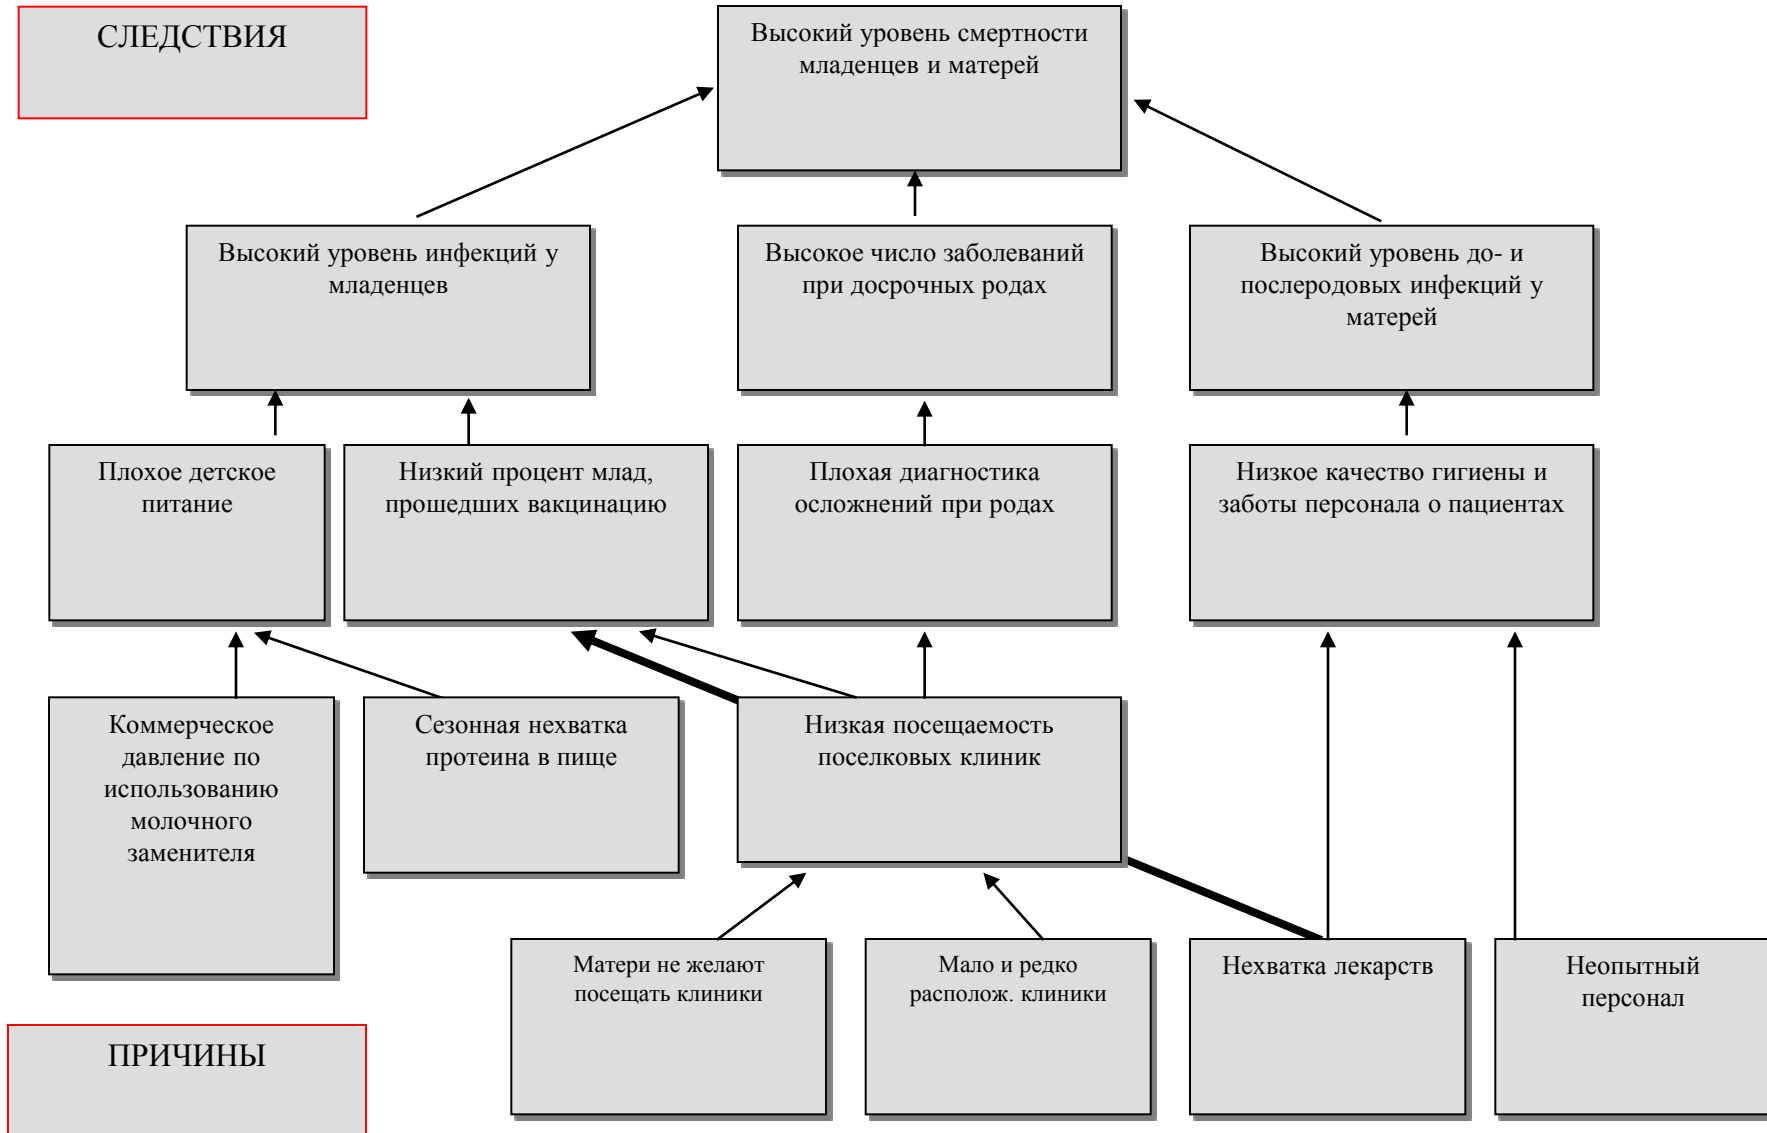 СЛЕДСТВИЯ
Высокий уровень смертности
младенцев и матерей
Высокий уровень инфекций у
младенцев
Высокое число заболеваний
при досрочных родах
Высокий уровень до- и
послеродовых инфекций у
матерей
Плохое детское
питание
Низкий процент млад,
прошедших вакцинацию
Плохая диагностика
осложнений при родах
Низкое качество гигиены и
заботы персонала о пациентах
Коммерческое
давление по
использованию
молочного
заменителя
Сезонная нехватка
протеина в пище
Низкая посещаемость
поселковых клиник
Матери не желают
посещать клиники
Мало и редко
располож. клиники
Нехватка лекарств
Неопытный
персонал
ПРИЧИНЫ